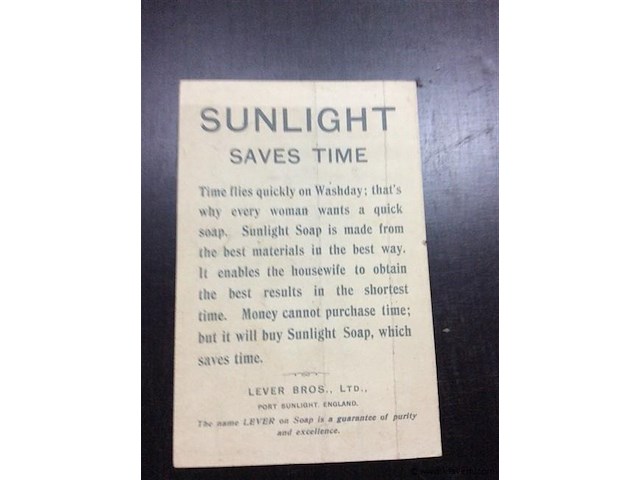 SUNLIGHT
SAVES TIME
Time flies quickly on Washday; that's
why every woman wants a quick
soap. Sunlight Soap is made from
the best materials in the best way.
It enables the housewife to obtain
the best results in the shortest
time. Money cannot purchase time;
but it will buy Sunlight Soap, which
saves time.
LEVER BROS., LTD.,
PORT SUNLIGHT, ENGLAND.
The name LEVER on Soap is a guarantee of purity
and excellence.